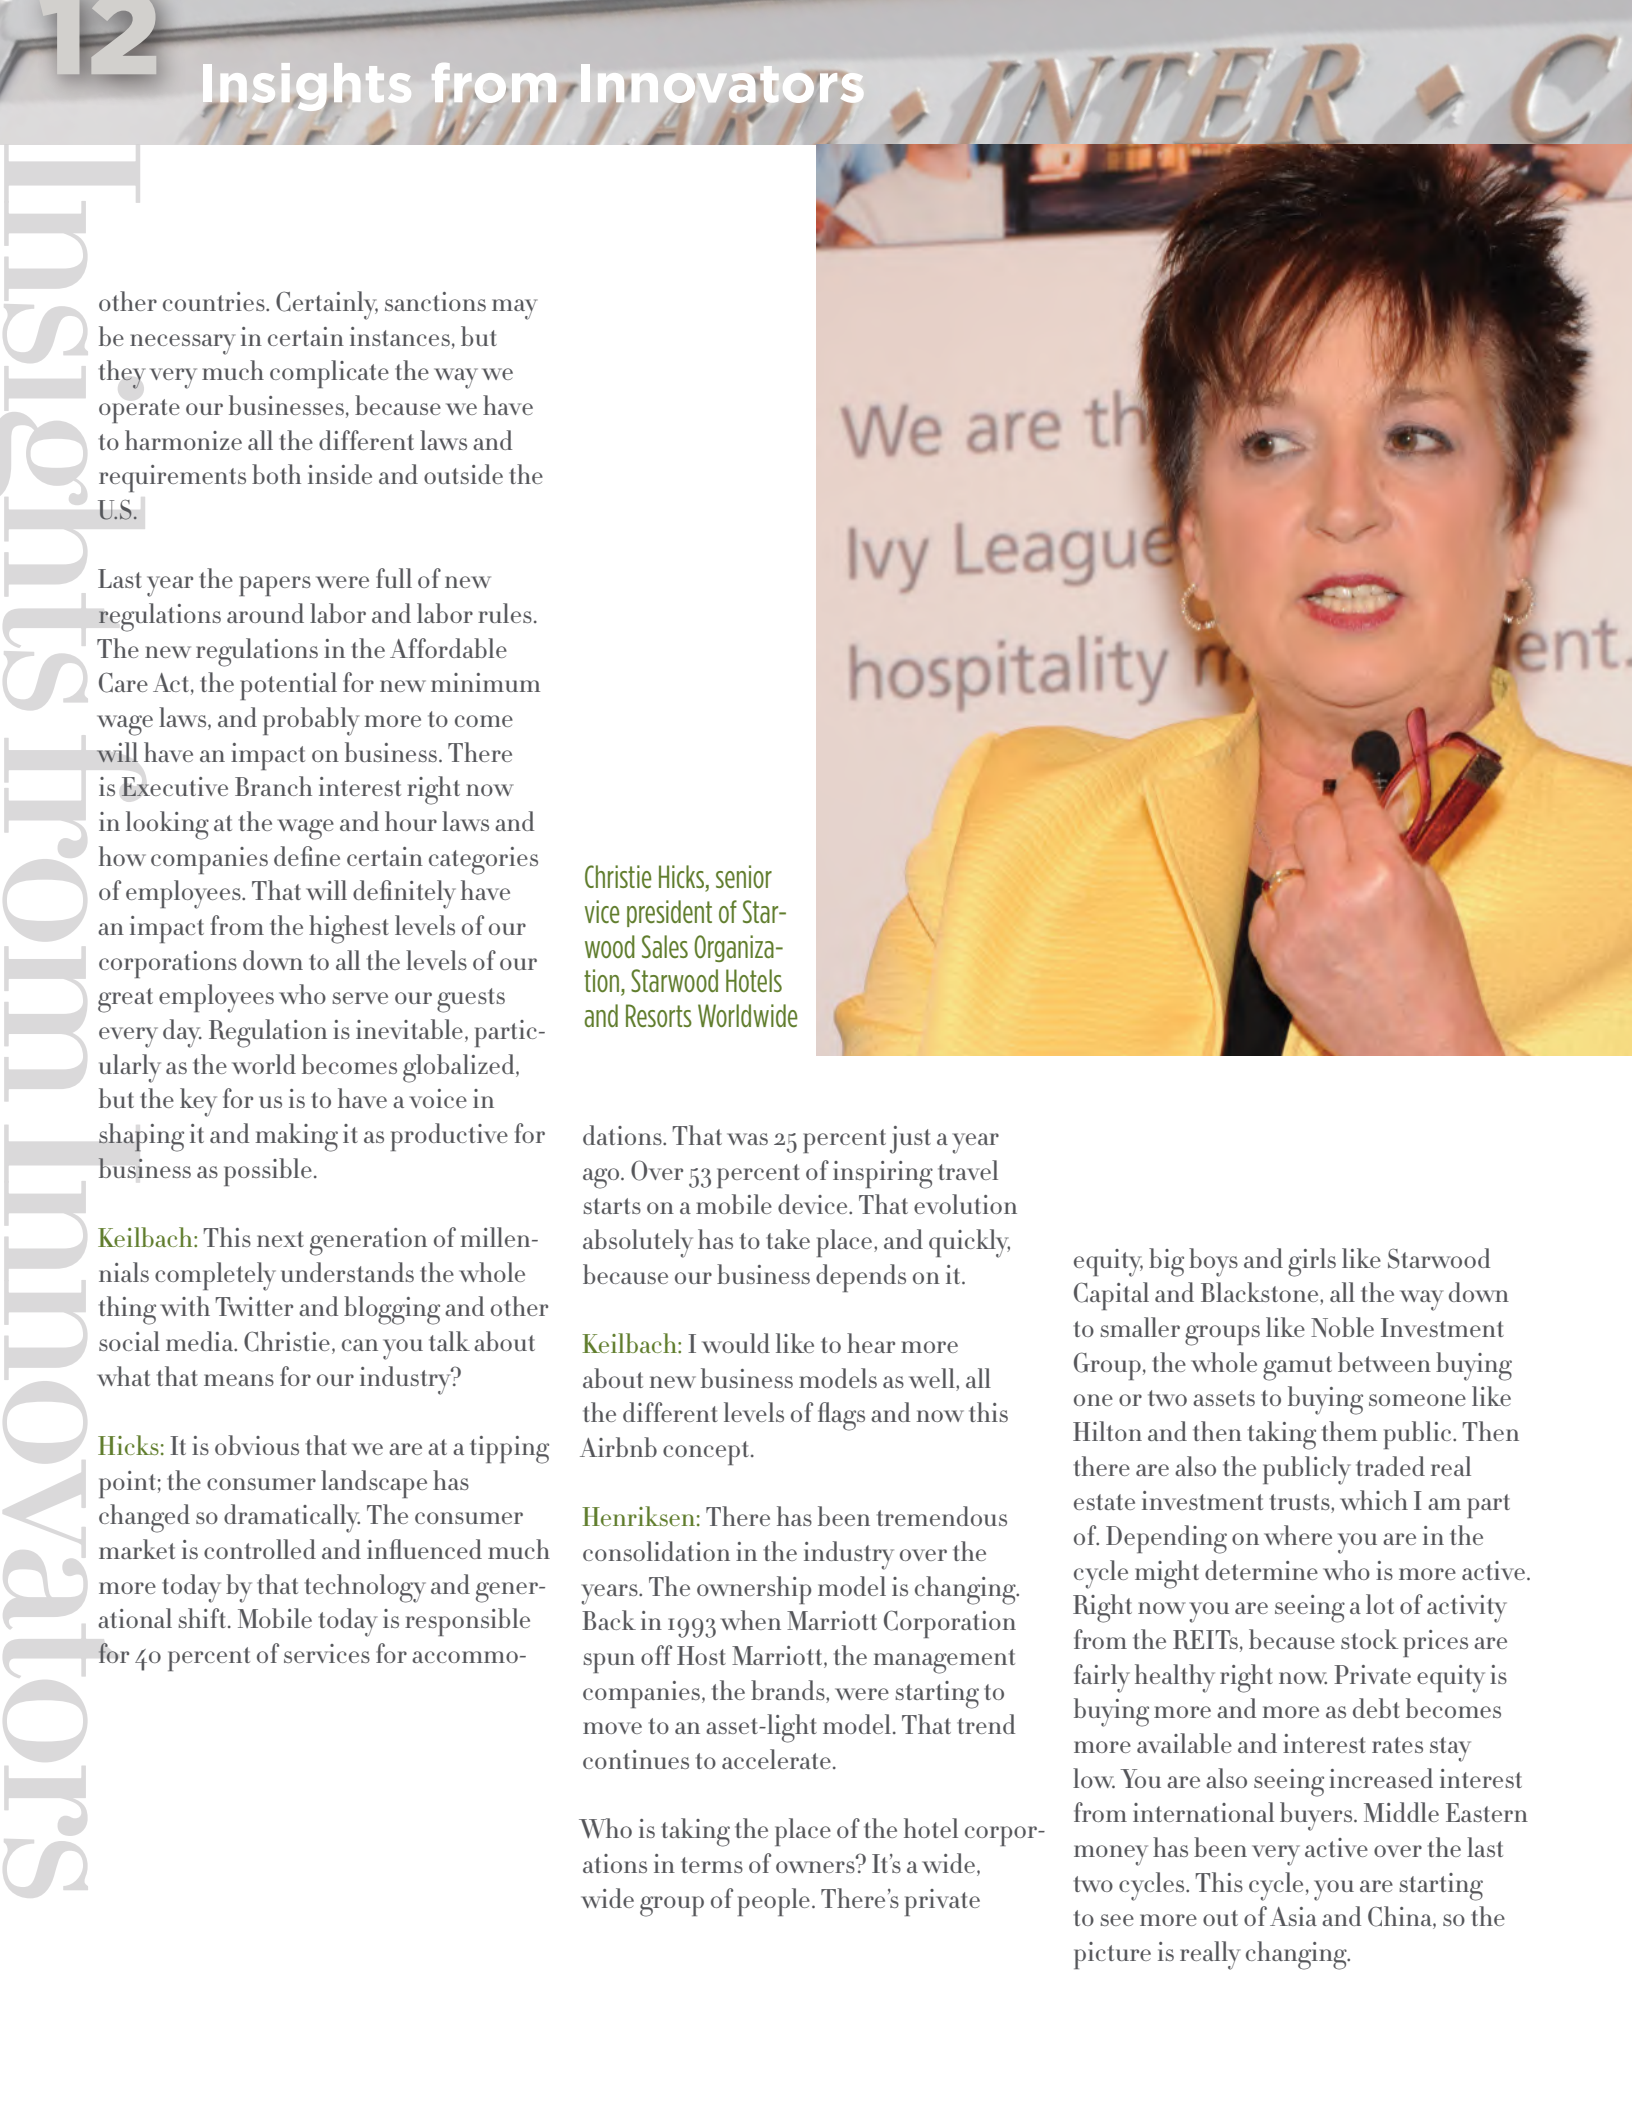 12
Insights from Innovators
THE • WILLARD • INTER • C
Insights from Innovators
We are th
Ivy League
hospitality m ent.
other countries. Certainly, sanctions may
be necessary in certain instances, but
they very much complicate the way we
operate our businesses, because we have
to harmonize all the different laws and
requirements both inside and outside the
U.S.
Last year the papers were full of new
regulations around labor and labor rules.
The new regulations in the Affordable
Care Act, the potential for new minimum
wage laws, and probably more to come
will have an impact on business. There
is Executive Branch interest right now
in looking at the wage and hour laws and
how companies define certain categories
of employees. That will definitely have
an impact from the highest levels of our
corporations down to all the levels of our
great employees who serve our guests
every day. Regulation is inevitable, partic-
ularly as the world becomes globalized,
but the key for us is to have a voice in
shaping it and making it as productive for
business as possible.
Keilbach: This next generation of millen-
nials completely understands the whole
thing with Twitter and blogging and other
social media. Christie, can you talk about
what that means for our industry?
Hicks: It is obvious that we are at a tipping
point; the consumer landscape has
changed so dramatically. The consumer
market is controlled and influenced much
more today by that technology and gener-
ational shift. Mobile today is responsible
for 40 percent of services for accommo-
Christie Hicks, senior
vice president of Star-
wood Sales Organiza-
tion, Starwood Hotels
and Resorts Worldwide
dations. That was 25 percent just a year
ago. Over 53 percent of inspiring travel
starts on a mobile device. That evolution
absolutely has to take place, and quickly,
because our business depends on it.
Keilbach: I would like to hear more
about new business models as well, all
the different levels of flags and now this
Airbnb concept.
Henriksen: There has been tremendous
consolidation in the industry over the
years. The ownership model is changing.
Back in 1993 when Marriott Corporation
spun off Host Marriott, the management
companies, the brands, were starting to
move to an asset-light model. That trend
continues to accelerate.
Who is taking the place of the hotel corpor-
ations in terms of owners? It's a wide,
wide group of people. There's private
equity, big boys and girls like Starwood
Capital and Blackstone, all the way down
to smaller groups like Noble Investment
Group, the whole gamut between buying
one or two assets to buying someone like
Hilton and then taking them public. Then
there are also the publicly traded real
estate investment trusts, which I am part
of. Depending on where you are in the
cycle might determine who is more active.
Right now you are seeing a lot of activity
from the REITs, because stock prices are
fairly healthy right now. Private equity is
buying more and more as debt becomes
more available and interest rates stay
low. You are also seeing increased interest
from international buyers. Middle Eastern
money has been very active over the last
two cycles. This cycle, you are starting
to see more out of Asia and China, so the
picture is really changing.